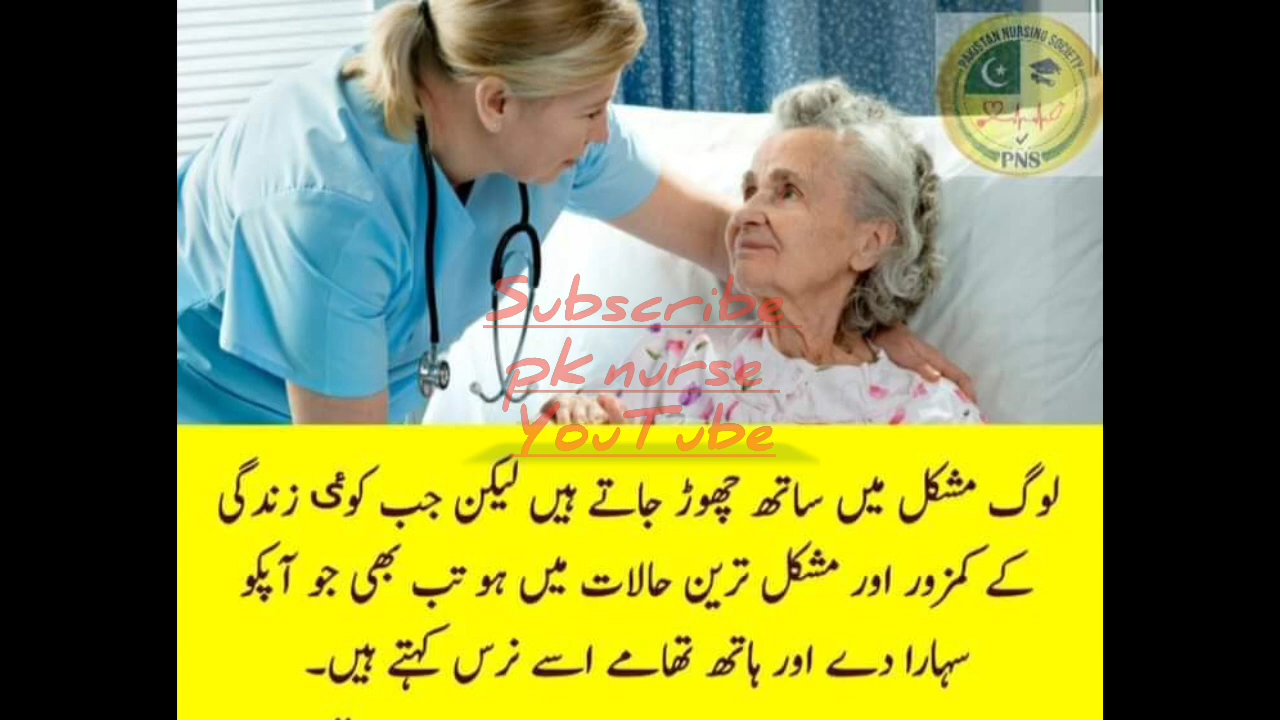 PAKISTAN NURSING SOCIETY
PNS
Subscribe
pk nurse
YouTube
لوگ مشکل میں ساتھ چھوڑ جاتے ہیں لیکن جب کوئی زندگی
کے کمزور اور مشکل ترین حالات میں ہو تب بھی جو آپکو
سہارا دے اور ہاتھ تھامے اسے نرس کہتے ہیں۔